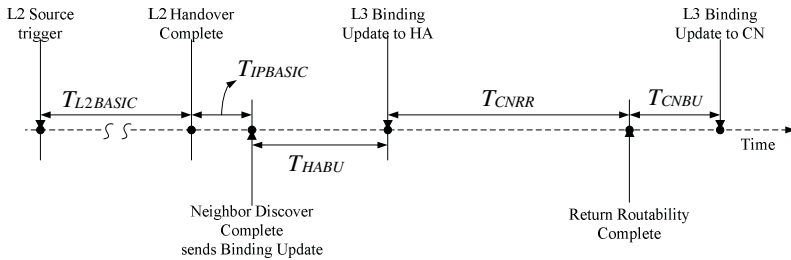 L2 Source
trigger
L2 Handover
Complete
L3 Binding
Update to HA
L3 Binding
Update to CN
TIPBASIC
TL2BASIC
TCNRR
TCNBU
THABU
Time
Neighbor Discover
Complete
sends Binding Update
Return Routability
Complete